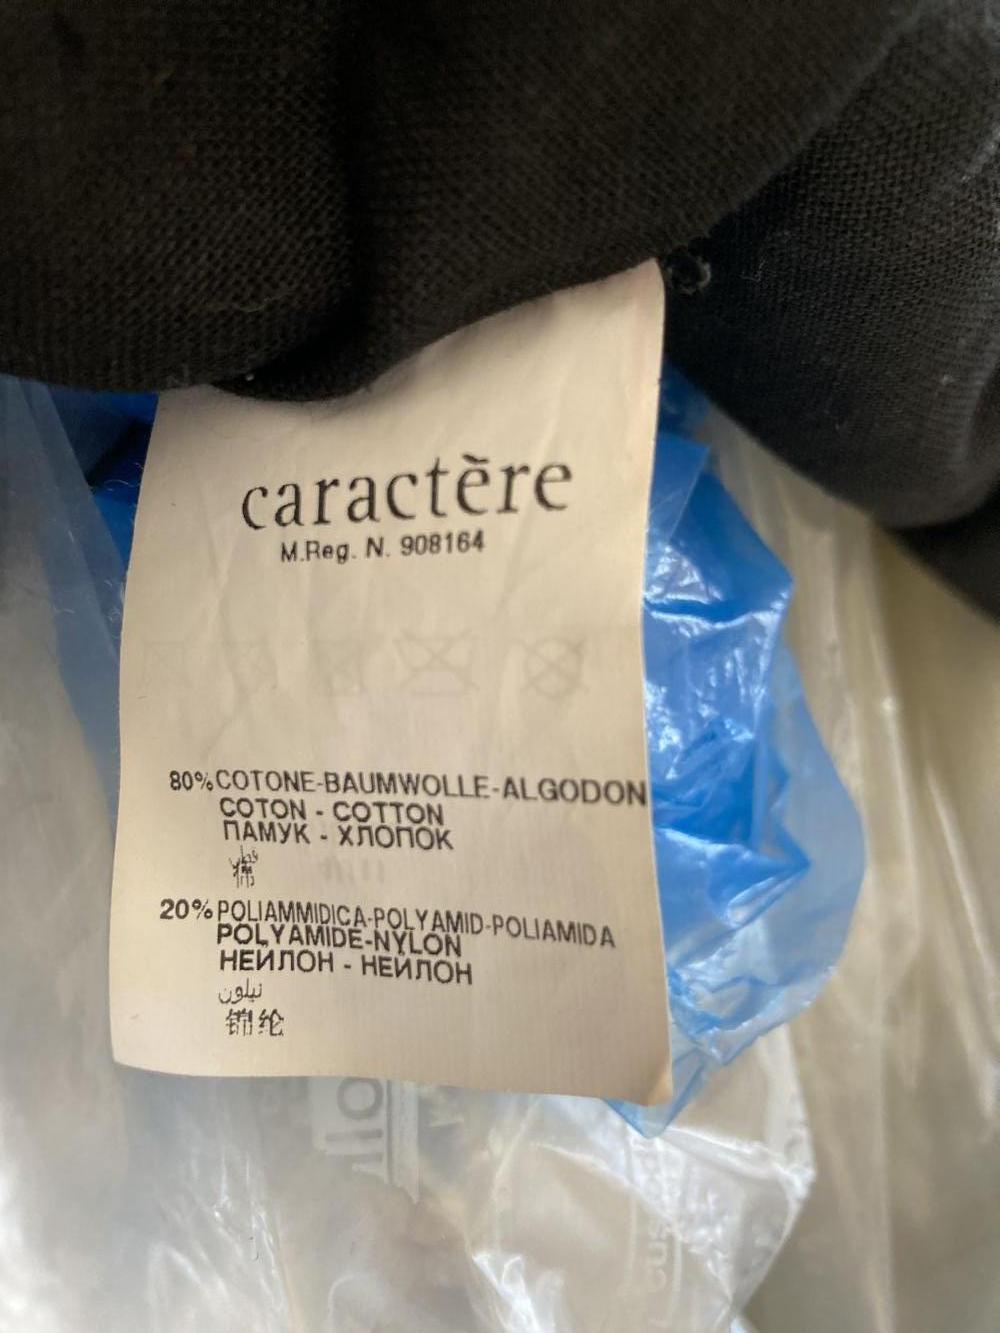 caractère
M.Reg. N. 908164
80% COTONE-BAUMWOLLE-ALGODON
COTON - COTTON
ПАМУК - ХЛОПОК
20% POLIAMMIDICA-POLYAMID-POLIAMIDA
POLYAMIDE-NYLON
НЕИЛОН - НЕЙЛОН
نيلون
锦纶